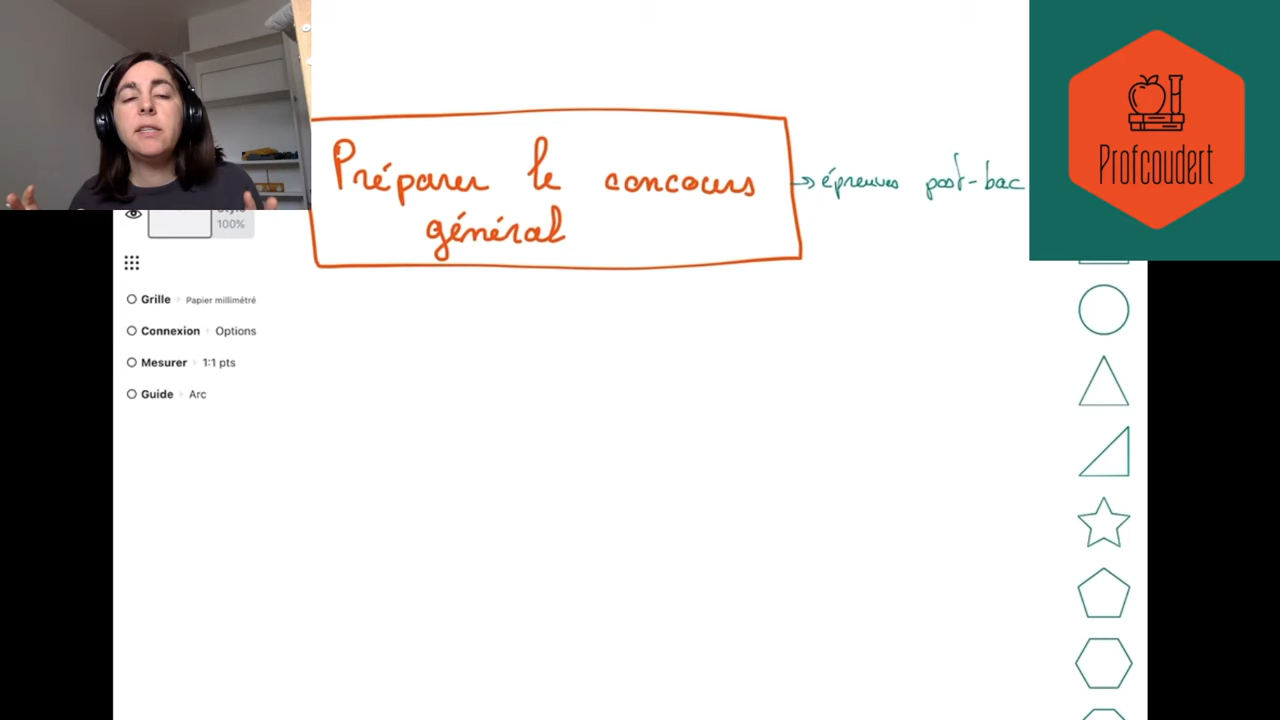 Préparer le concours
général
→ épreuves post-bac
Profcoudert
100%
Grille › Papier millimétré
Connexion › Options
Mesurer › 1:1 pts
Guide › Arc